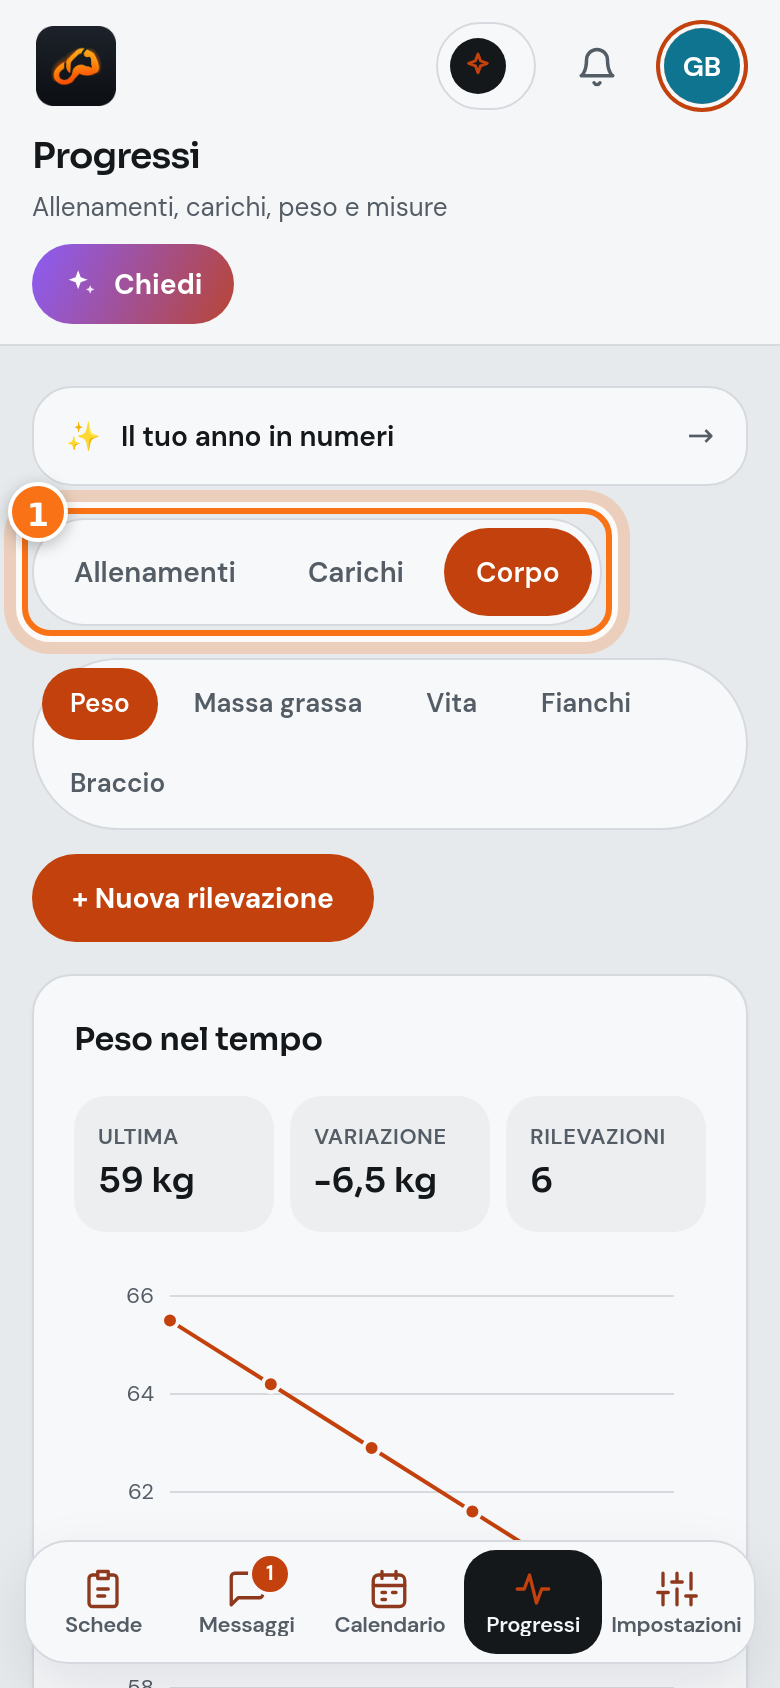 GB
Progressi
Allenamenti, carichi, peso e misure
Chiedi
Il tuo anno in numeri →
1
Allenamenti Carichi Corpo
Peso Massa grassa Vita Fianchi
Braccio
+ Nuova rilevazione
Peso nel tempo
ULTIMA VARIAZIONE RILEVAZIONI
59 kg -6,5 kg 6
66
64
62
1
Schede Messaggi Calendario Progressi Impostazioni
58